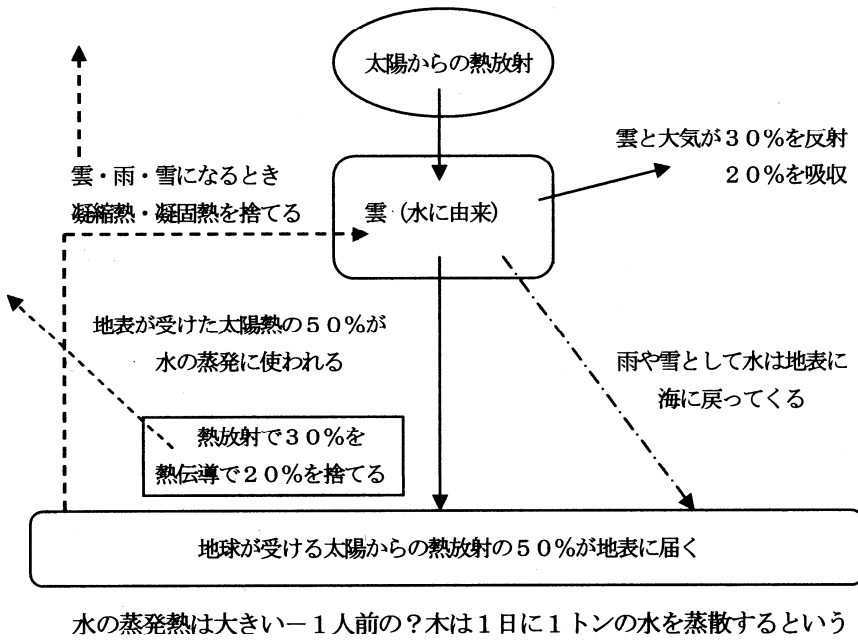 太陽からの熱放射
雲と大気が30%を反射
20%を吸収
雲・雨・雪になるとき
凝縮熱・凝固熱を捨てる
雲（水に由来）
地表が受けた太陽熱の50%が
水の蒸発に使われる
雨や雪として水は地表に
海に戻ってくる
熱放射で30%を
熱伝導で20%を捨てる
地球が受ける太陽からの熱放射の50%が地表に届く
水の蒸発熱は大きい－1人前の？木は1日に1トンの水を蒸散するという